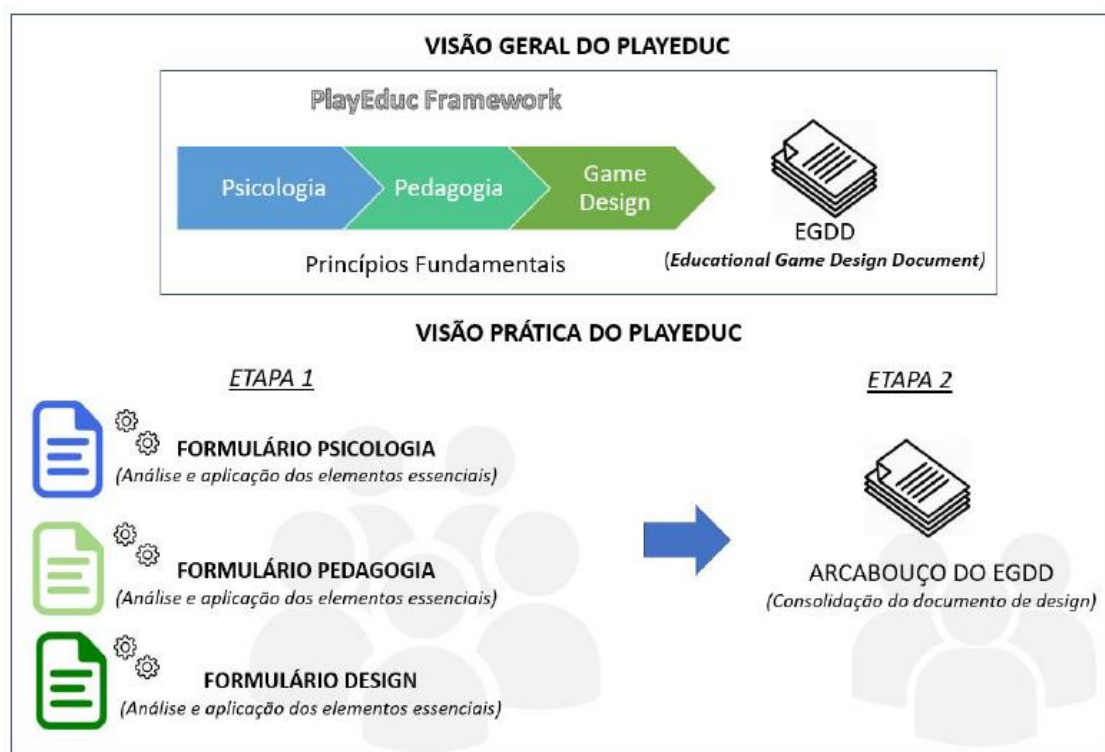 VISÃO GERAL DO PLAYEDUC
PlayEduc Framework
Psicologia
Pedagogia
Game
Design
Princípios Fundamentais
EGDD
(Educational Game Design Document)
VISÃO PRÁTICA DO PLAYEDUC
ETAPA 1
FORMULÁRIO PSICOLOGIA
(Análise e aplicação dos elementos essenciais)
FORMULÁRIO PEDAGOGIA
(Análise e aplicação dos elementos essenciais)
FORMULÁRIO DESIGN
(Análise e aplicação dos elementos essenciais)
ETAPA 2
ARCABOUÇO DO EGDD
(Consolidação do documento de design)